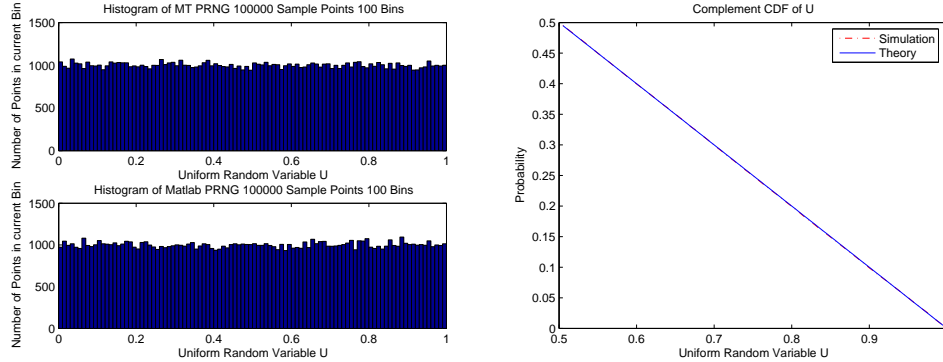 Histogram of MT PRNG 100000 Sample Points 100 Bins
Number of Points in current Bin
1500
1000
500
0
0 0.2 0.4 0.6 0.8 1
Uniform Random Variable U
Histogram of Matlab PRNG 100000 Sample Points 100 Bins
Number of Points in current Bin
1500
1000
500
0
0 0.2 0.4 0.6 0.8 1
Uniform Random Variable U
Complement CDF of U
Simulation
Theory
Probability
0.5
0.45
0.4
0.35
0.3
0.25
0.2
0.15
0.1
0.05
0
0.5 0.6 0.7 0.8 0.9
Uniform Random Variable U